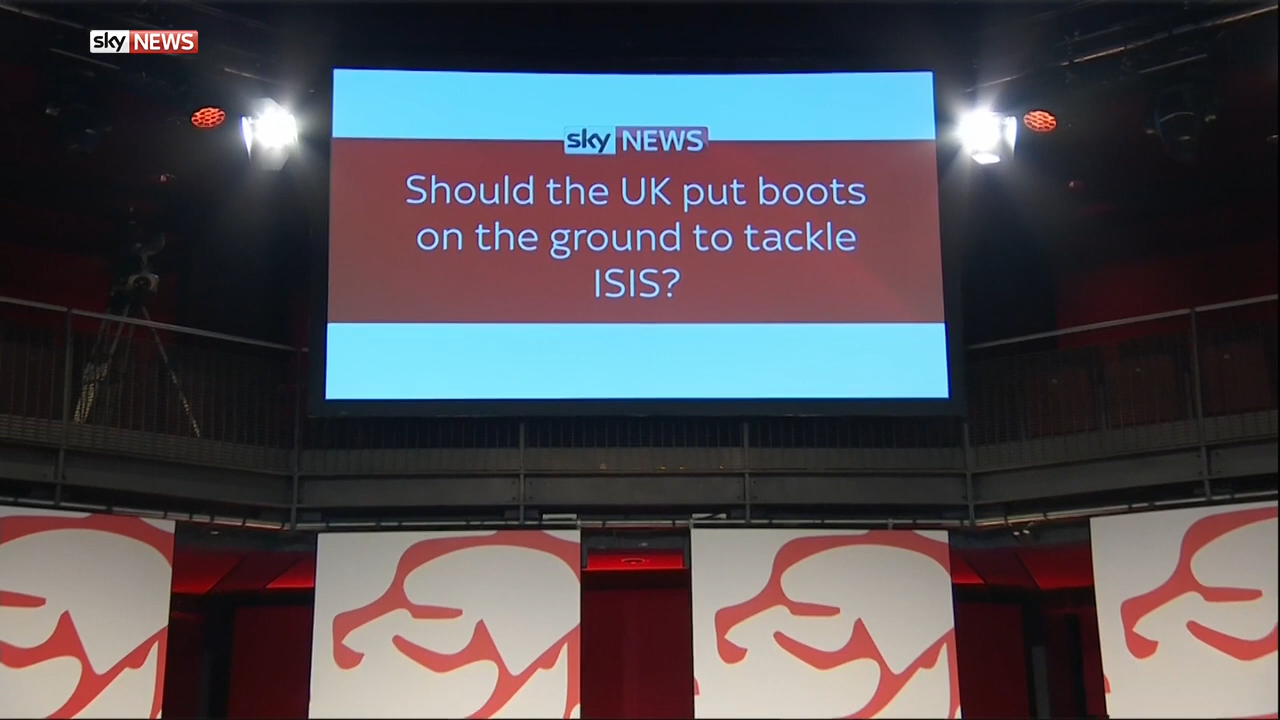 sky NEWS
sky NEWS
Should the UK put boots
on the ground to tackle
ISIS?